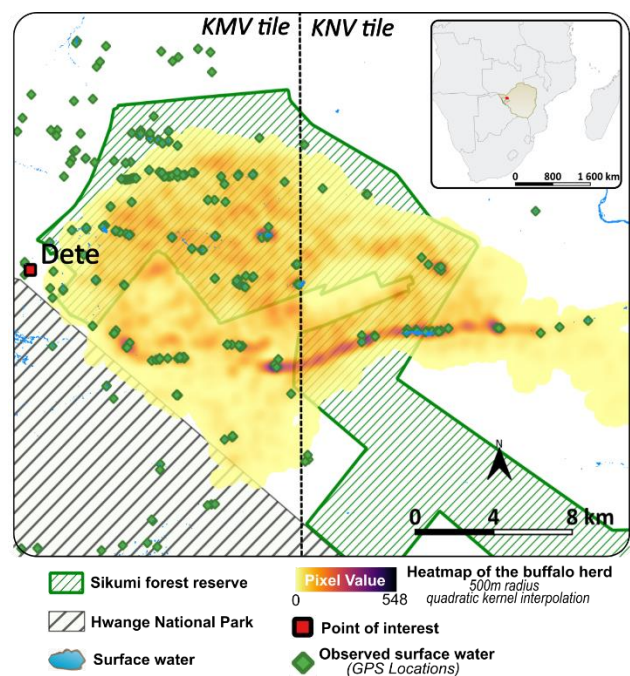 KMV tile KNV tile
0 800 1 600 km
Dete
N
0 4 8 km
Sikumi forest reserve
Hwange National Park
Surface water
Pixel Value
0 548
Heatmap of the buffalo herd
500m radius
quadratic kernel interpolation
Point of interest
Observed surface water
(GPS Locations)